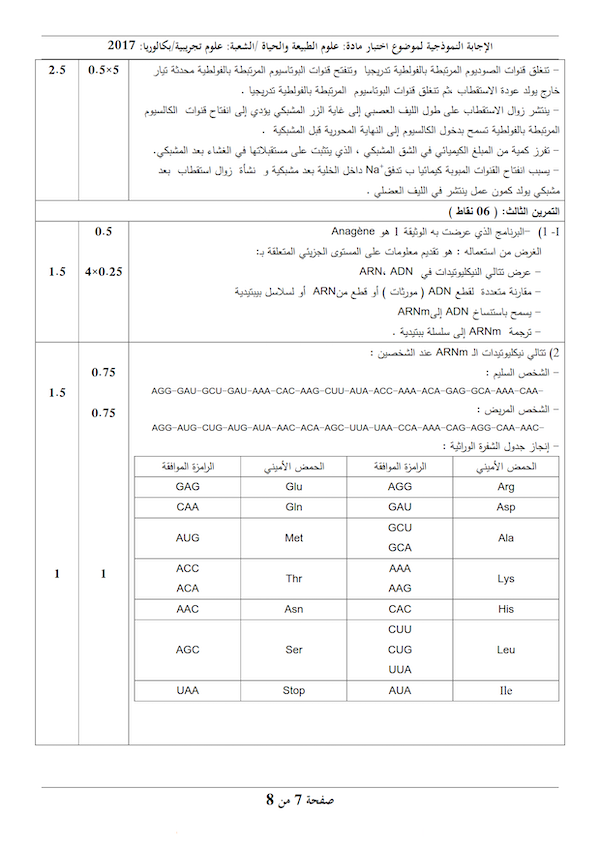 الإجابة النموذجية لموضوع اختبار مادة: علوم الطبيعة والحياة /الشعبة: علوم تجريبية/بكالوريا: 2017
2.5 0.5×5 – تنغلق قنوات الصوديوم المرتبطة بالفولطية تدريجيا وتنفتح قنوات البوتاسيوم المرتبطة بالفولطية محدثة تيار
خارج يولد عودة الاستقطاب ثم تنغلق قنوات البوتاسيوم المرتبطة بالفولطية تدريجيا .
– ينتشر زوال الاستقطاب على طول الليف العصبي إلى غاية الزر المشبكي يؤدي إلى انفتاح قنوات الكالسيوم
المرتبطة بالفولطية تسمح بدخول الكالسيوم إلى النهاية المحورية قبل المشبكية .
– تفرز كمية من المبلغ الكيميائي في الشق المشبكي ، الذي يتثبت على مستقبلاتها في الغشاء بعد المشبكي.
– يسبب انفتاح القنوات المبوبة كيميائيا ب تدفق Na+ داخل الخلية بعد مشبكية و نشأة زوال استقطاب بعد
مشبكي يولد كمون عمل ينتشر في الليف العضلي .
التمرين الثالث: ( 06 نقاط )
0.5 I- 1) –البرنامج الذي عرضت به الوثيقة 1 هو Anagène
الغرض من استعماله : هو تقديم معلومات على المستوى الجزيئي المتعلقة بـ:
1.5 4×0.25 – عرض تتالي النيكليوتيدات في ARN، ADN
– مقارنة متعددة لقطع ADN ( مورثات ) أو قطع منARN أو لسلاسل بيبتيدية
– يسمح باستنساخ ADN إلىARNm
– ترجمة ARNm إلى سلسلة ببتيدية .
2) تتالي نيكليوتيدات الـ ARNm عند الشخصين :
0.75 – الشخص السليم :
1.5 AGG-GAU-GCU-GAU-AAA-CAC-AAG-CUU-AUA-ACC-AAA-ACA-GAG-GCA-AAA-CAA-
0.75 – الشخص المريض :
AGG-AUG-CUG-AUG-AUA-AAC-ACA-AGC-UUA-UAA-CCA-AAA-CAG-AGG-CAA-AAC-
– إنجاز جدول الشفرة الوراثية :
الحمض الأميني الرامزة الموافقة الحمض الأميني الرامزة الموافقة
Arg AGG Glu GAG
Asp GAU Gln CAA
Ala GCU GCA Met AUG
1 1 Lys AAA AAG Thr ACC ACA
His CAC Asn AAC
Leu CUU CUG UUA Ser AGC
Ile AUA Stop UAA
صفحة 7 من 8